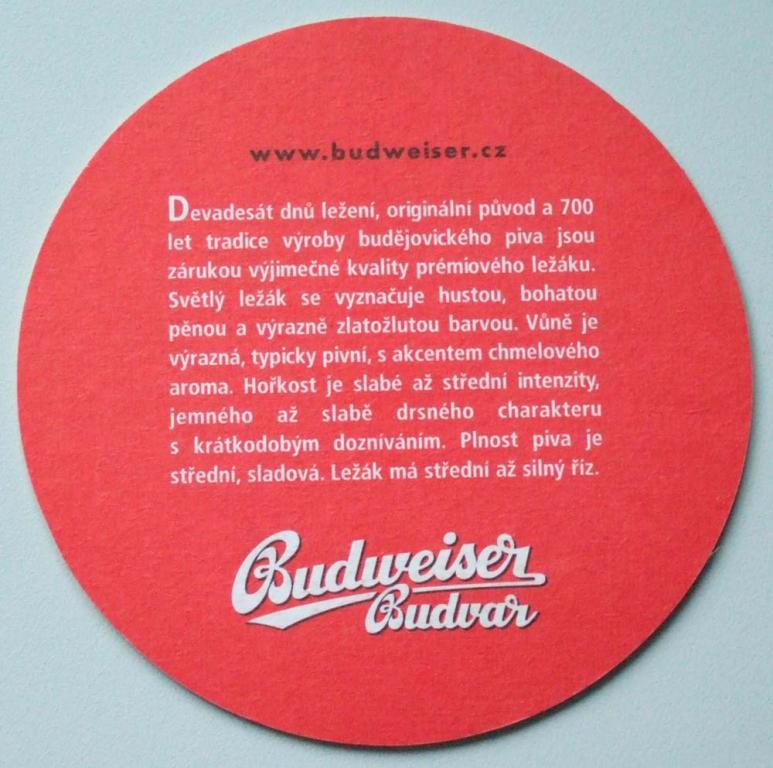 www.budweiser.cz
Devadesát dnů ležení, originální původ a 700
let tradice výroby budějovického piva jsou
zárukou výjimečné kvality prémiového ležáku.
Světlý ležák se vyznačuje hustou, bohatou
pěnou a výrazně zlatožlutou barvou. Vůně je
výrazná, typicky pivní, s akcentem chmelového
aroma. Hořkost je slabé až střední intenzity,
jemného až slabě drsného charakteru
s krátkodobým dozníváním. Plnost piva je
střední, sladová. Ležák má střední až silný říz.
Budweiser
Budvar